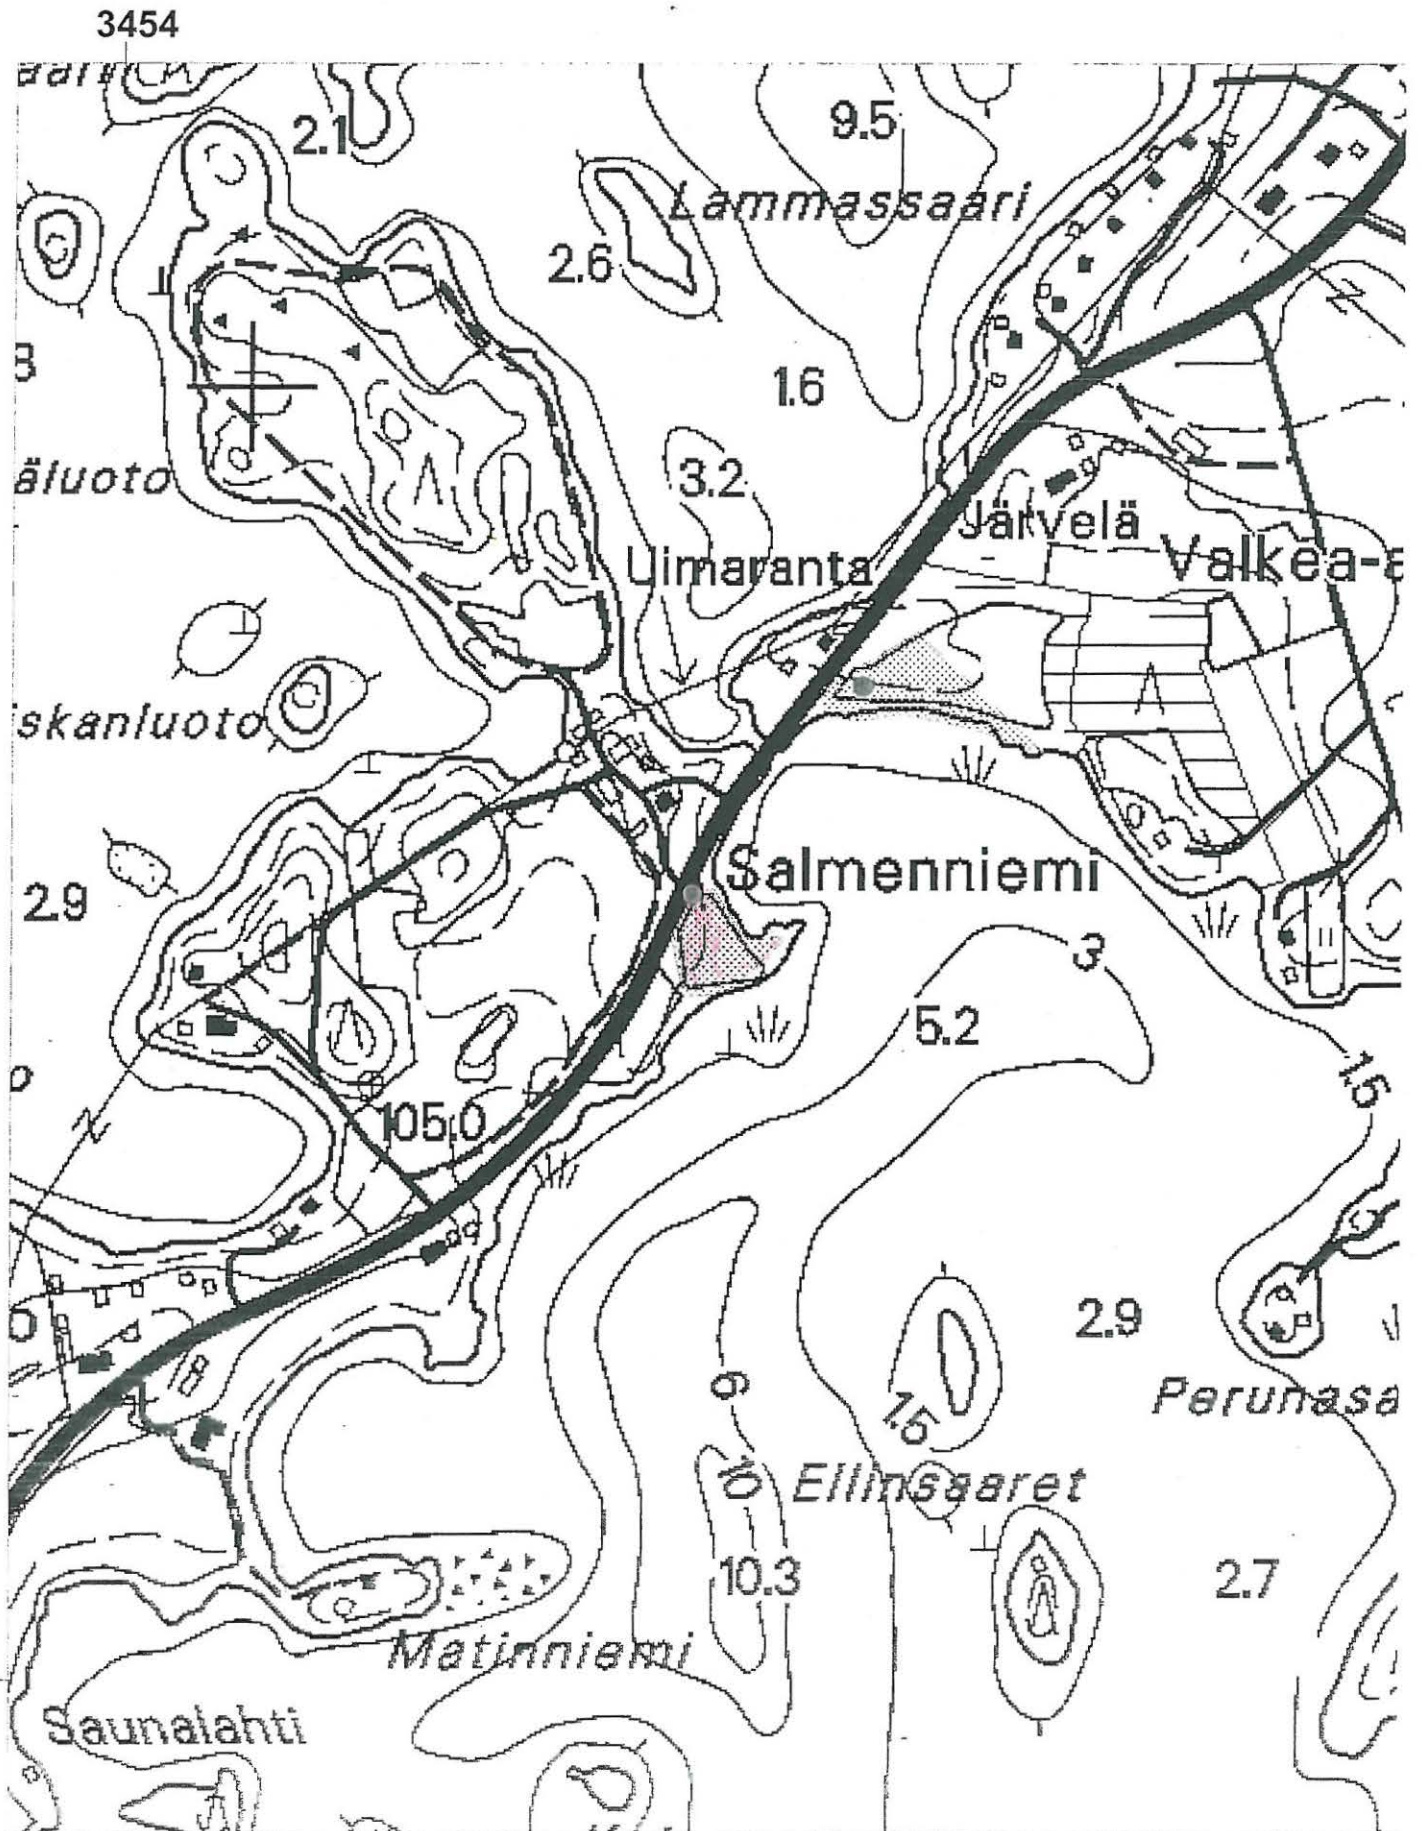 3454
aari
2.1
9.5
Lammassaari
2.6
1.6
äluoto
3.2
Järvelä
Uimaranta
Valkea-a
iskanluoto
Salmenniemi
2.9
3
5.2
1.5
105.0
2.9
6
Perunasa
1.5
10
Ellinsaaret
10.3
2.7
Matinniemi
Saunalahti